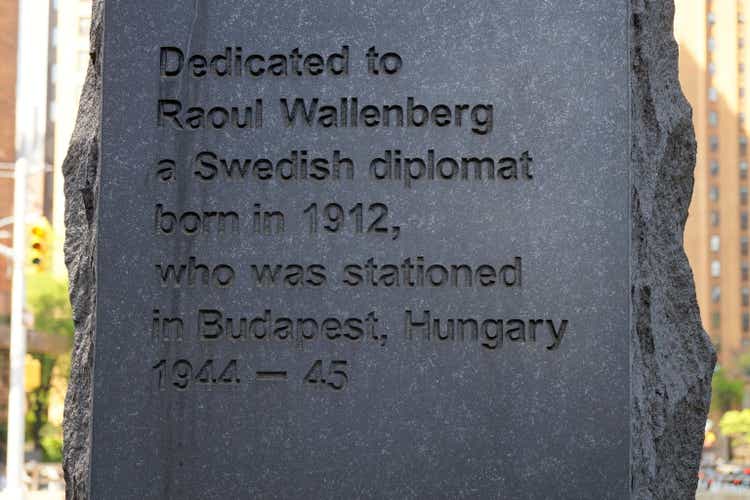 Dedicated to
Raoul Wallenberg
a Swedish diplomat
born in 1912,
who was stationed
in Budapest, Hungary
1944 – 45